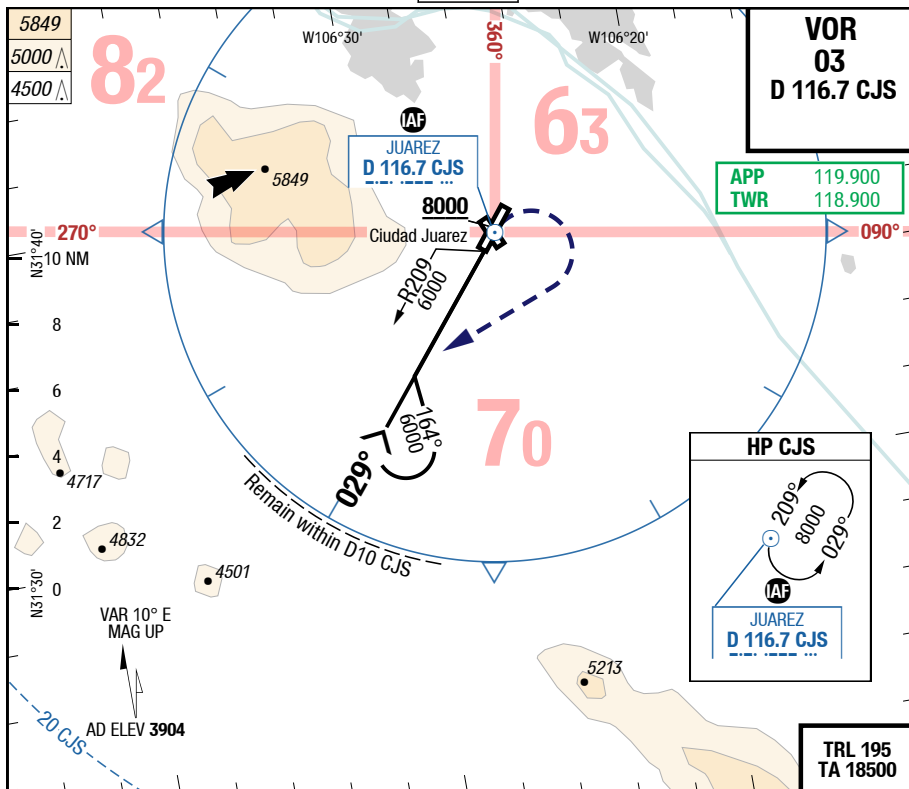 5849
5000
4500
82
W106°30'
360°
W106°20'
VOR
03
D 116.7 CJS
63
IAF
JUAREZ
D 116.7 CJS
5849
APP 119.900
TWR 118.900
8000
Ciudad Juarez
270°
090°
N31°40'
10 NM
R209
6000
8
6
4
2
0
164°
6000
70
029°
Remain within D10 CJS
4717
4832
4501
N31°30'
HP CJS
209°
8000
029°
IAF
JUAREZ
D 116.7 CJS
VAR 10° E
MAG UP
AD ELEV 3904
20 CJS
5213
TRL 195
TA 18500